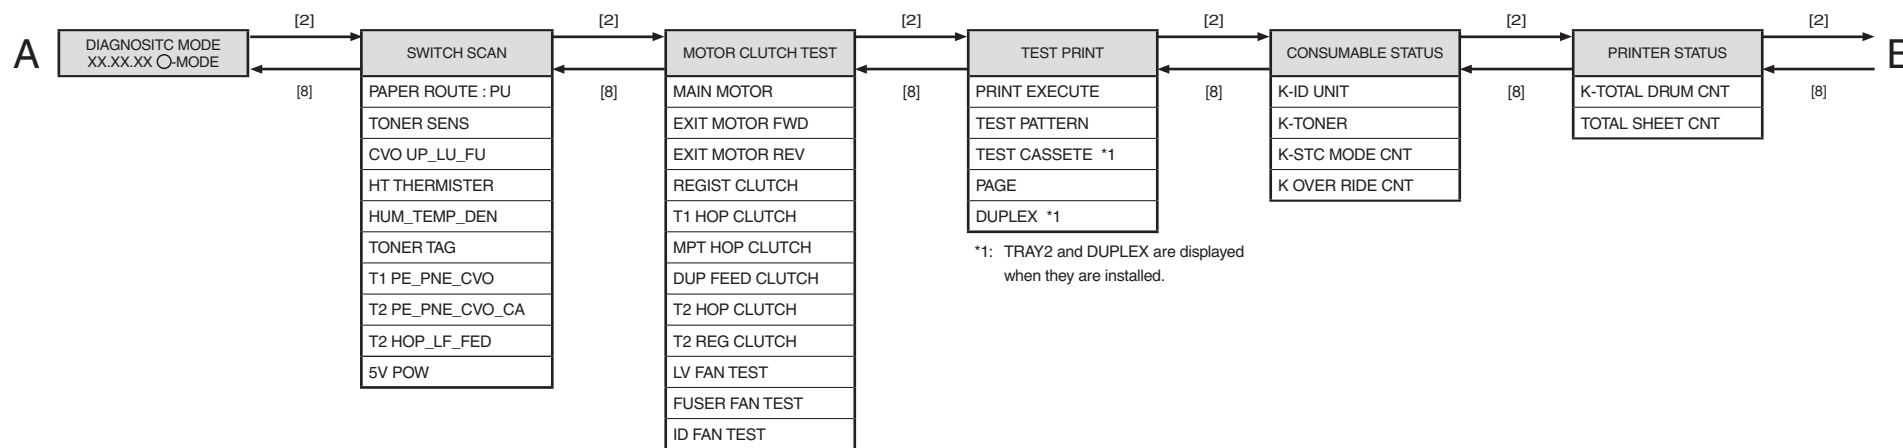 [2] [2] [2] [2] [2] [2]
A
DIAGNOSITC MODE
XX.XX.XX ◯-MODE
SWITCH SCAN
MOTOR CLUTCH TEST
TEST PRINT
CONSUMABLE STATUS
PRINTER STATUS
[8] [8] [8] [8] [8] [8]
PAPER ROUTE : PU
TONER SENS
CVO UP_LU_FU
HT THERMISTER
HUM_TEMP_DEN
TONER TAG
T1 PE_PNE_CVO
T2 PE_PNE_CVO_CA
T2 HOP_LF_FED
5V POW
MAIN MOTOR
EXIT MOTOR FWD
EXIT MOTOR REV
REGIST CLUTCH
T1 HOP CLUTCH
MPT HOP CLUTCH
DUP FEED CLUTCH
T2 HOP CLUTCH
T2 REG CLUTCH
LV FAN TEST
FUSER FAN TEST
ID FAN TEST
PRINT EXECUTE
TEST PATTERN
TEST CASSETE *1
PAGE
DUPLEX *1
*1: TRAY2 and DUPLEX are displayed
when they are installed.
K-ID UNIT
K-TONER
K-STC MODE CNT
K OVER RIDE CNT
K-TOTAL DRUM CNT
TOTAL SHEET CNT